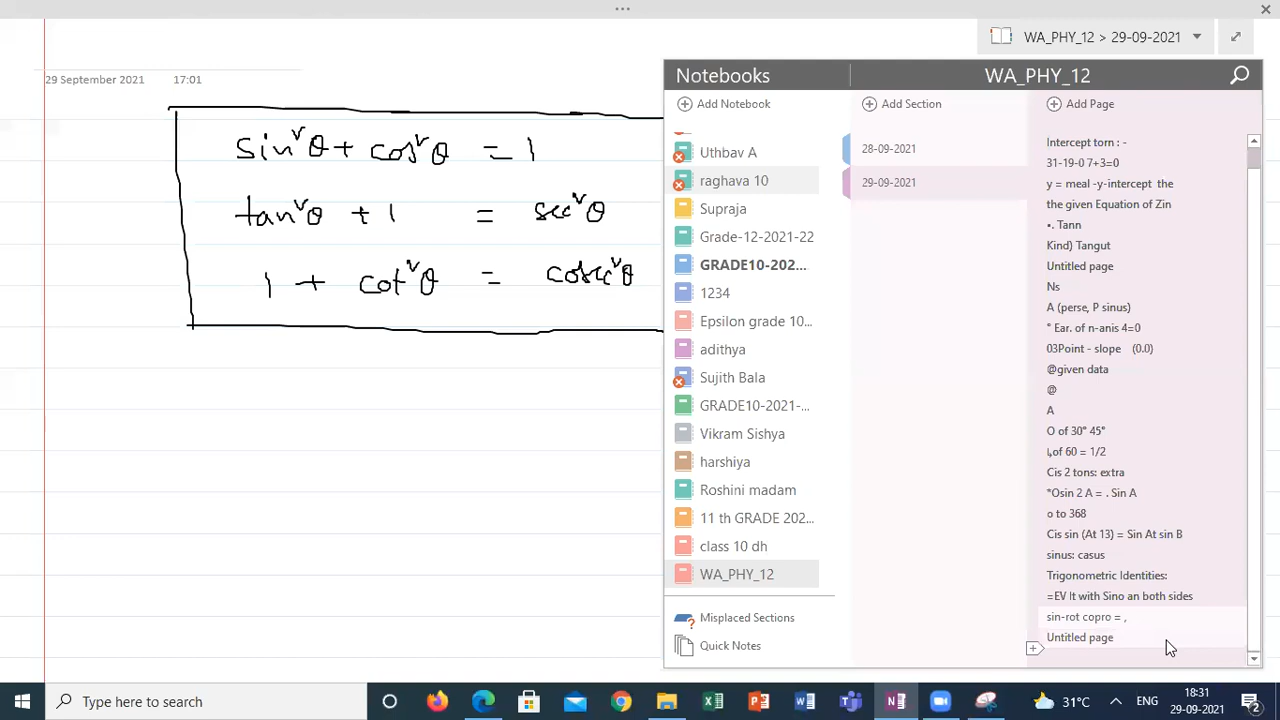 WA_PHY_12 > 29-09-2021
29 September 2021 17:01
sin²θ + cos²θ = 1
tan²θ + 1 = sec²θ
1 + cot²θ = cosec²θ
Notebooks
WA_PHY_12
Add Notebook
Add Section
Add Page
Uthbav A
raghava 10
Supraja
Grade-12-2021-22
GRADE10-202...
1234
Epsilon grade 10...
adithya
Sujith Bala
GRADE10-2021-...
Vikram Sishya
harshiya
Roshini madam
11 th GRADE 202...
class 10 dh
WA_PHY_12
Misplaced Sections
Quick Notes
28-09-2021
29-09-2021
Intercept torn : -
31-19-0 7+3=0
y = meal -y-intercept the
the given Equation of Zin
•. Tann
Kind) Tangut
Untitled page
Ns
A (perse, P sinus)
° Ear. of n-anis 4=0
03Point - slope (0.0)
@given data
@
A
O of 30° 45°
l,of 60 = 1/2
Cis 2 tons: extra
*Osin 2 A = . Sin A
o to 368
Cis sin (At 13) = Sin At sin B
sinus: casus
Trigonometric Identities:
=EV It with Sino an both sides
sin-rot copro = ,
Untitled page
Type here to search
31°C
ENG
18:31
29-09-2021
2